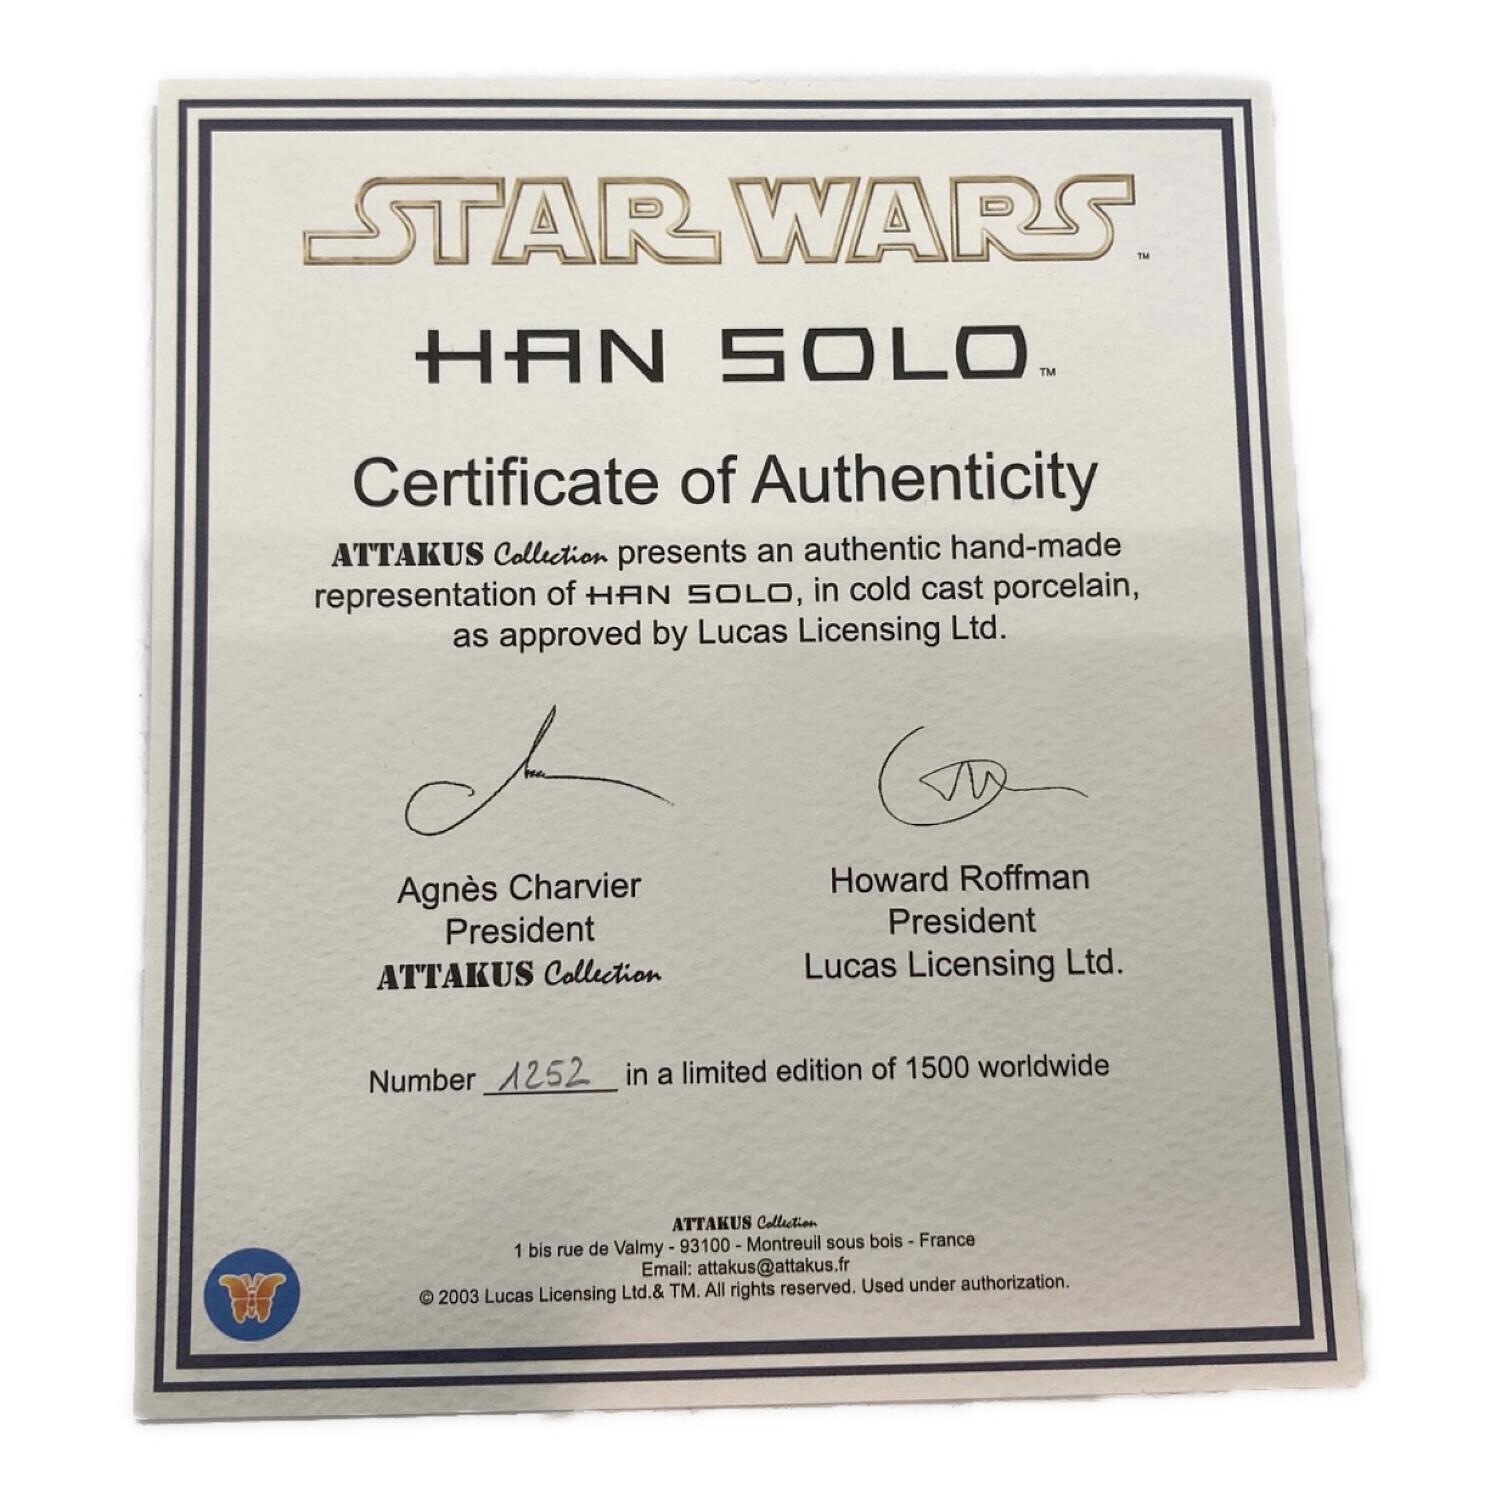 STAR WARS™
HAN SOLO™
Certificate of Authenticity
ATTAKUS Collection presents an authentic hand-made
representation of HAN SOLO, in cold cast porcelain,
as approved by Lucas Licensing Ltd.
Agnès Charvier
President
ATTAKUS Collection
Howard Roffman
President
Lucas Licensing Ltd.
Number 1252 in a limited edition of 1500 worldwide
ATTAKUS Collection
1 bis rue de Valmy - 93100 - Montreuil sous bois - France
Email: attakus@attakus.fr
© 2003 Lucas Licensing Ltd.& TM. All rights reserved. Used under authorization.